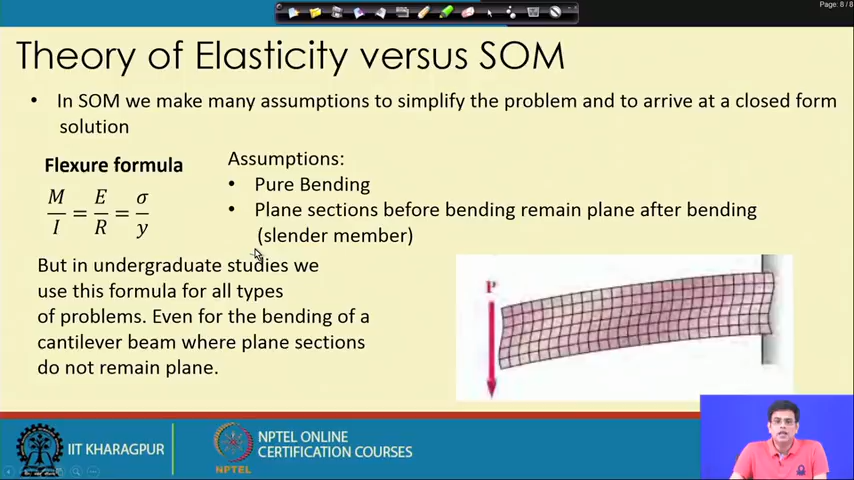 Page: 8 / 8
Theory of Elasticity versus SOM
• In SOM we make many assumptions to simplify the problem and to arrive at a closed form
solution
Flexure formula
M/I = E/R = σ/y
Assumptions:
• Pure Bending
• Plane sections before bending remain plane after bending
(slender member)
But in undergraduate studies we
use this formula for all types
of problems. Even for the bending of a
cantilever beam where plane sections
do not remain plane.
P
IIT KHARAGPUR
NPTEL
NPTEL ONLINE
CERTIFICATION COURSES